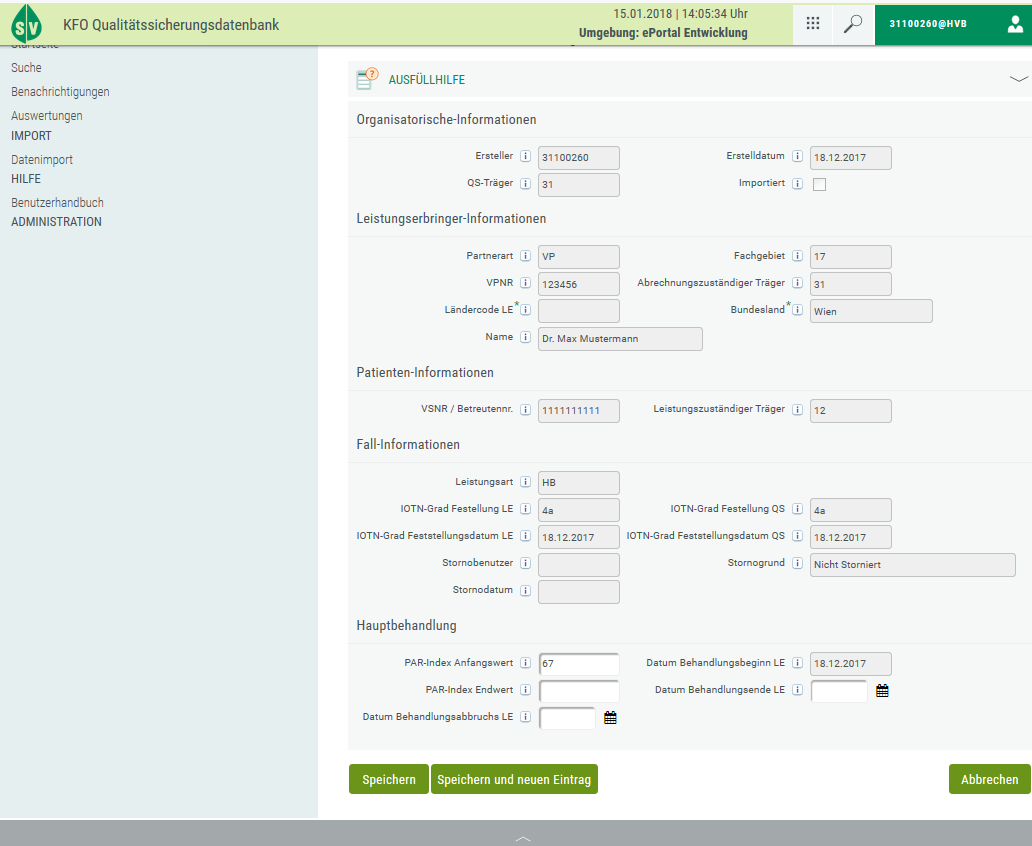 SV
KFO Qualitätssicherungsdatenbank
15.01.2018 | 14:05:34 Uhr
Umgebung: ePortal Entwicklung
31100260@HVB
Startseite
Suche
Benachrichtigungen
Auswertungen
IMPORT
Datenimport
HILFE
Benutzerhandbuch
ADMINISTRATION
? AUSFÜLLHILFE
Organisatorische-Informationen
Ersteller i 31100260 Erstelldatum i 18.12.2017
QS-Träger i 31 Importiert i
Leistungserbringer-Informationen
Partnerart i VP Fachgebiet i 17
VPNR i 123456 Abrechnungszuständiger Träger i 31
Ländercode LE* i Bundesland* i Wien
Name i Dr. Max Mustermann
Patienten-Informationen
VSNR / Betreutennr. i 1111111111 Leistungszuständiger Träger i 12
Fall-Informationen
Leistungsart i HB
IOTN-Grad Festellung LE i 4a IOTN-Grad Festellung QS i 4a
IOTN-Grad Feststellungsdatum LE i 18.12.2017 IOTN-Grad Feststellungsdatum QS i 18.12.2017
Stornobenutzer i Stornogrund i Nicht Storniert
Stornodatum i
Hauptbehandlung
PAR-Index Anfangswert i 67 Datum Behandlungsbeginn LE i 18.12.2017
PAR-Index Endwert i Datum Behandlungsende LE i
Datum Behandlungsabbruchs LE i
Speichern Speichern und neuen Eintrag Abbrechen